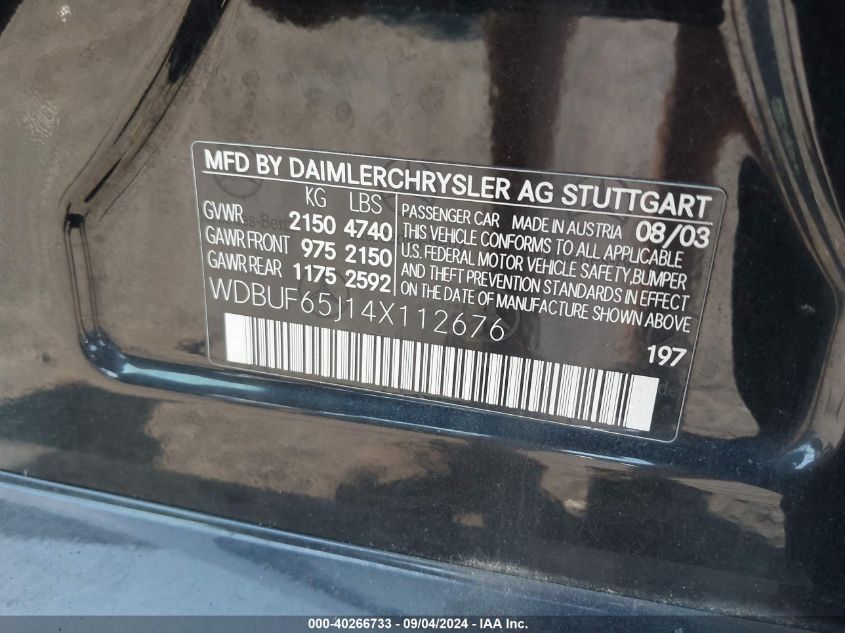 MFD BY DAIMLERCHRYSLER AG STUTTGART
KG LBS
GVWR 2150 4740
GAWR FRONT 975 2150
GAWR REAR 1175 2592
PASSENGER CAR MADE IN AUSTRIA 08/03
THIS VEHICLE CONFORMS TO ALL APPLICABLE
U.S. FEDERAL MOTOR VEHICLE SAFETY,BUMPER
AND THEFT PREVENTION STANDARDS IN EFFECT
ON THE DATE OF MANUFACTURE
WDBUF65J14X112676
197
000-40266733 - 09/04/2024 - IAA Inc.